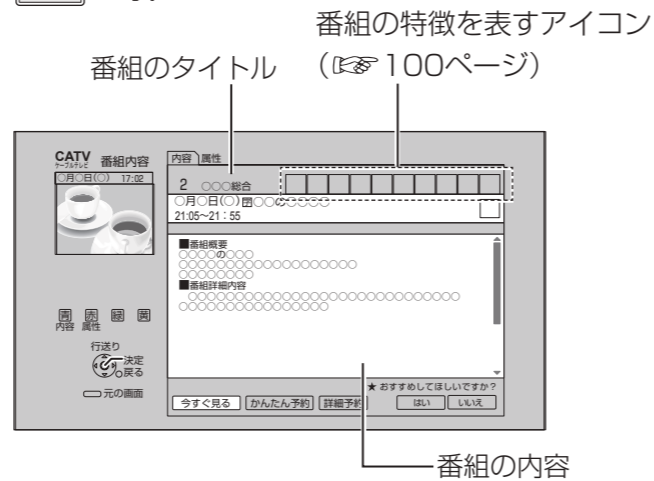 番組の特徴を表すアイコン
番組のタイトル (☞100ページ)
CATV
ケーブルテレビ
番組内容
内容 属性
○月○日(○) 17:02
2 ○○○総合
○月○日(○) 字○○の○○○○
21:05～21:55
■番組概要
○○○○の○○○
○○○○○○○○○○○○○○○○○○○
○○○○○○○○
■番組詳細内容
○○○○○○○○○○○○○○○○○○○○○○○○○○○○○
○○○○○○○○○○○○○○○○
青 赤 緑 黄
内容 属性
行送り
決定
戻る
元の画面
★おすすめしてほしいですか?
今すぐ見る かんたん予約 詳細予約 はい いいえ
番組の内容